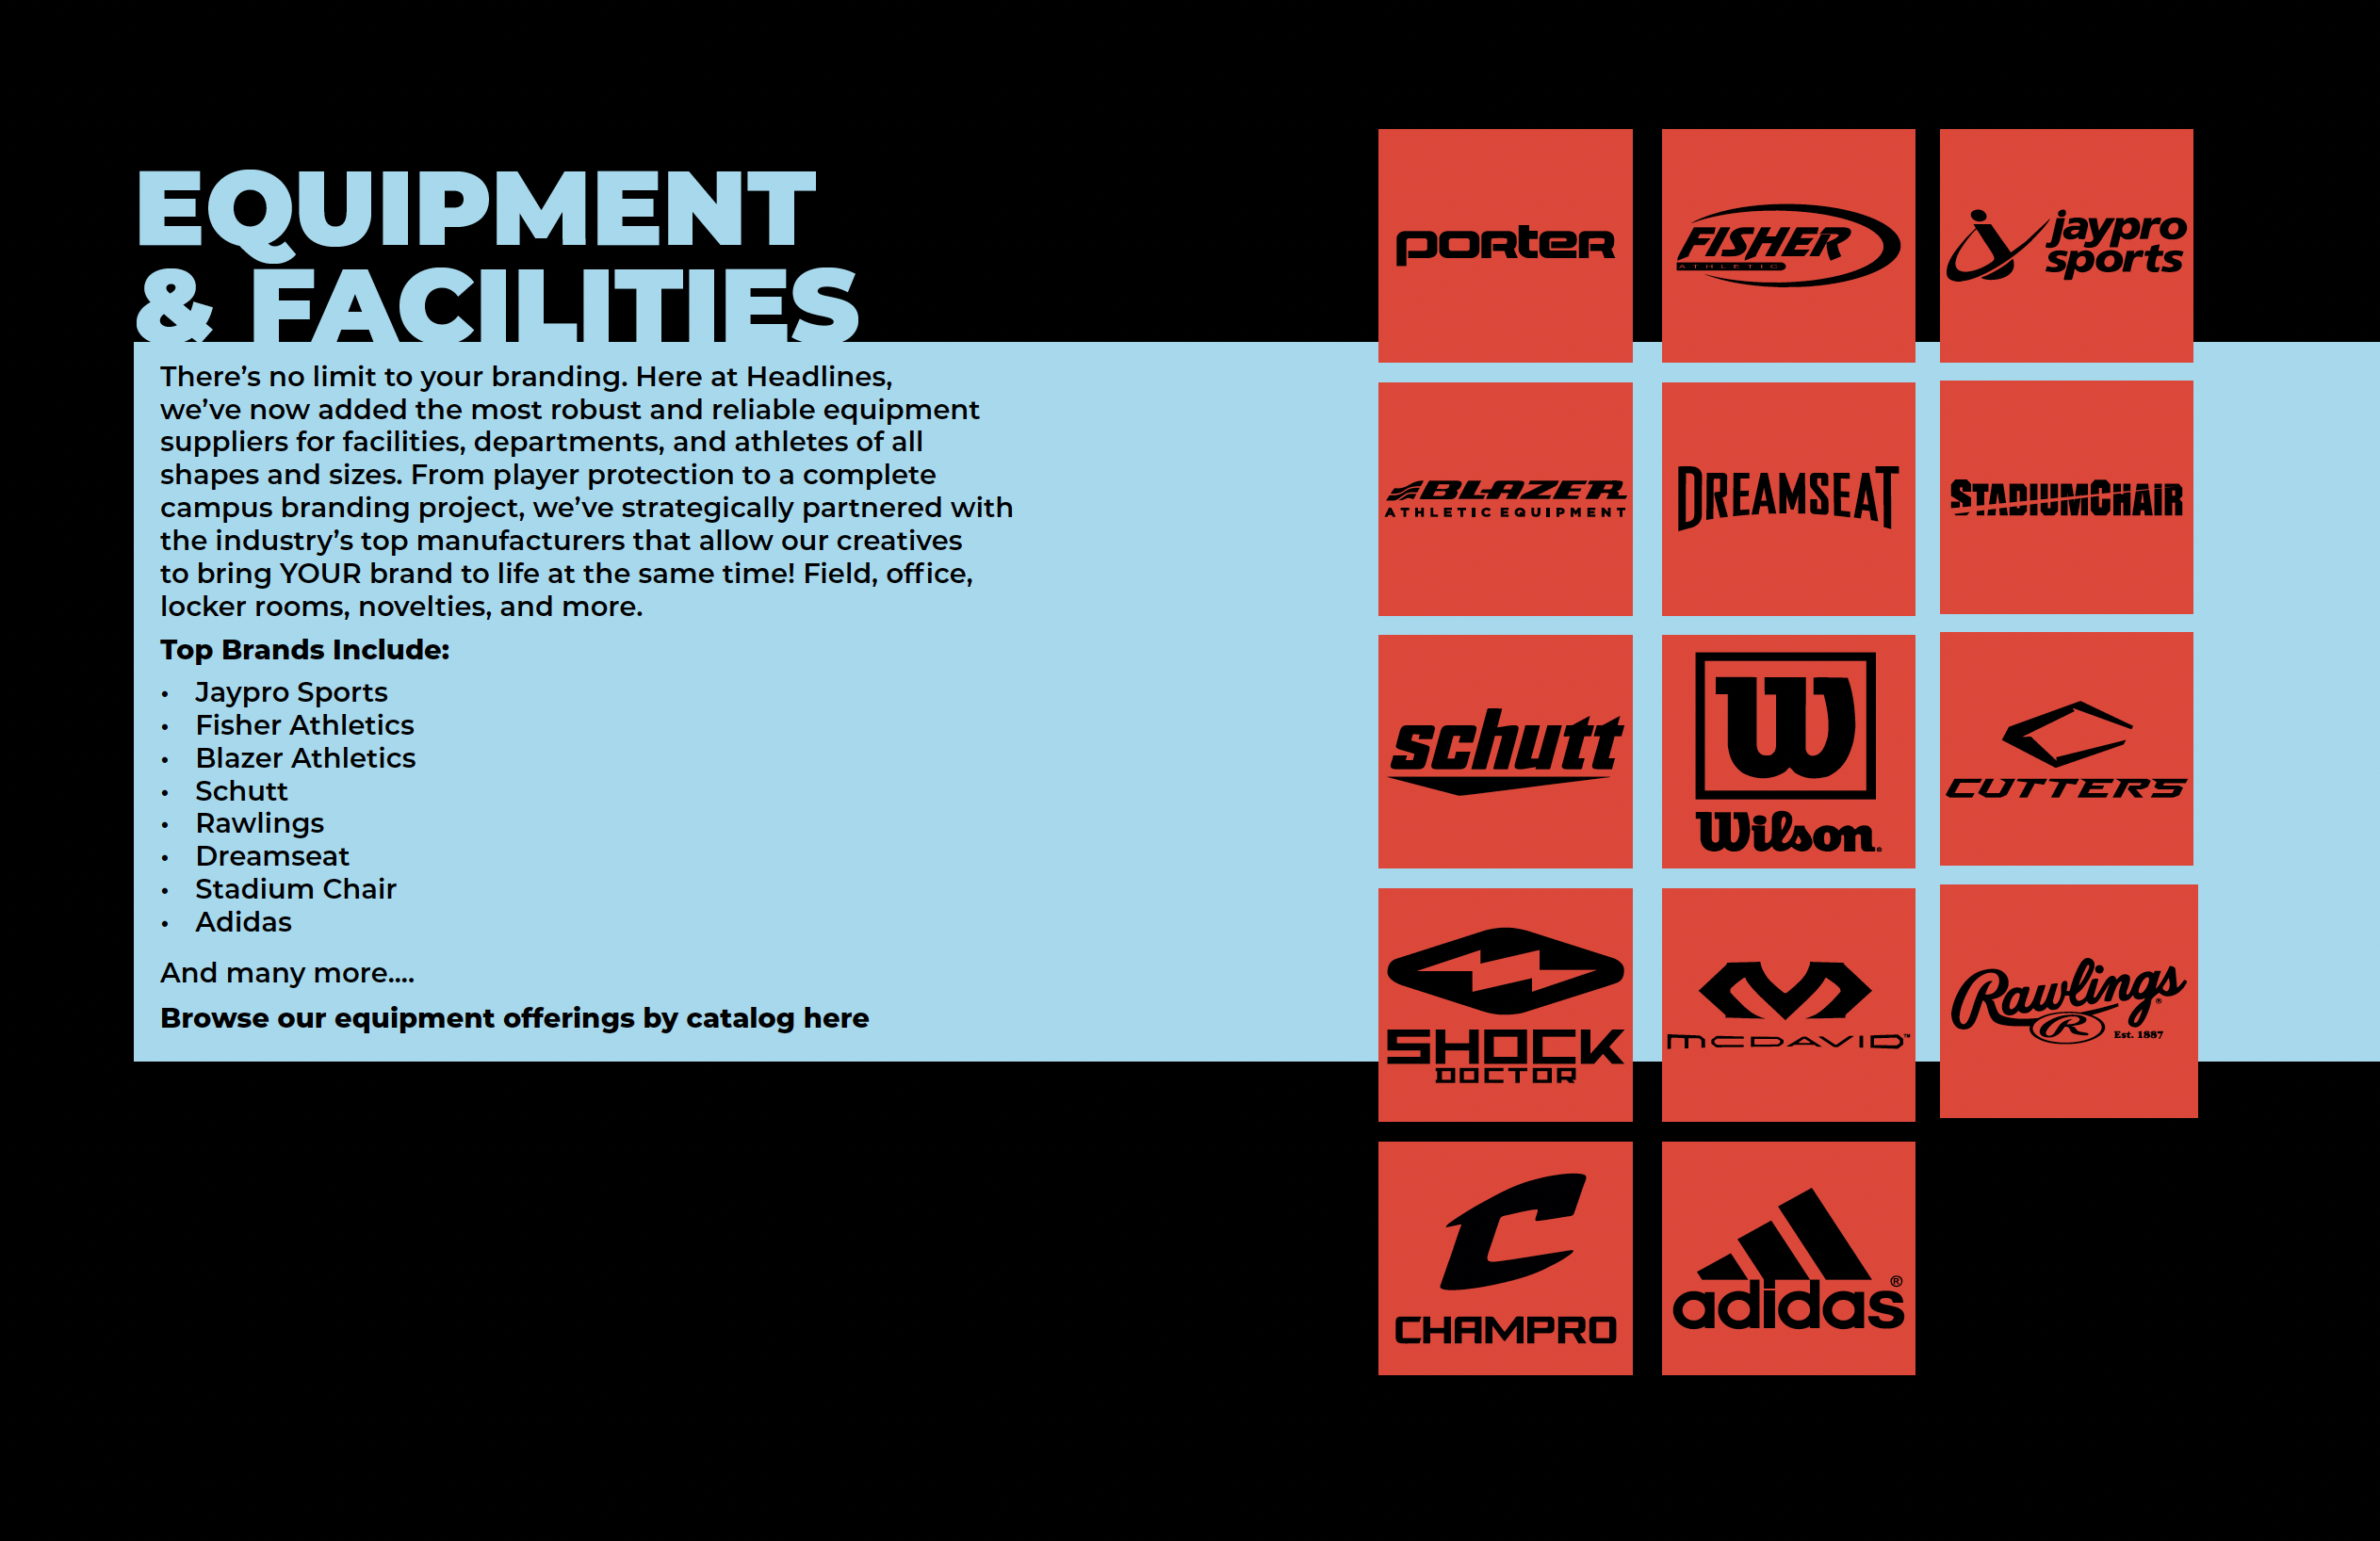 EQUIPMENT
& FACILITIES
There’s no limit to your branding. Here at Headlines,
we’ve now added the most robust and reliable equipment
suppliers for facilities, departments, and athletes of all
shapes and sizes. From player protection to a complete
campus branding project, we’ve strategically partnered with
the industry’s top manufacturers that allow our creatives
to bring YOUR brand to life at the same time! Field, office,
locker rooms, novelties, and more.
Top Brands Include:
• Jaypro Sports
• Fisher Athletics
• Blazer Athletics
• Schutt
• Rawlings
• Dreamseat
• Stadium Chair
• Adidas
And many more....
Browse our equipment offerings by catalog here
porter
FISHER
ATHLETIC
jaypro
sports
BLAZER
ATHLETIC EQUIPMENT
DREAMSEAT
STADIUMCHAIR
schutt
W
Wilson®
CUTTERS
SHOCK
DOCTOR
MCDAVID™
Rawlings®
R
Est. 1887
C
CHAMPRO
adidas®